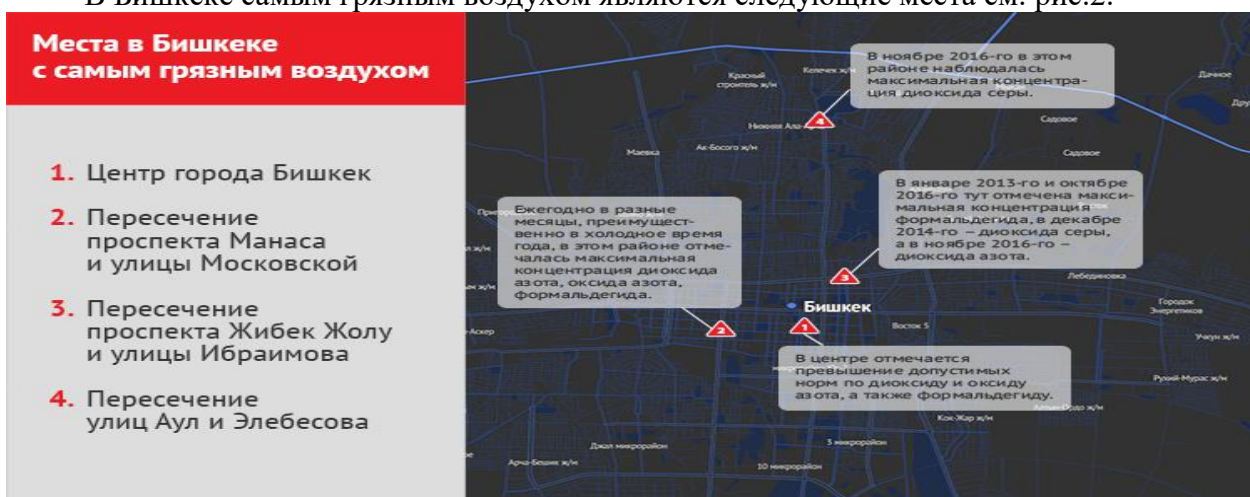 В Бишкеке самым грязным воздухом являются следующие места см. рис.2.
Места в Бишкеке
с самым грязным воздухом
1. Центр города Бишкек
2. Пересечение
проспекта Манаса
и улицы Московской
3. Пересечение
проспекта Жибек Жолу
и улицы Ибраимова
4. Пересечение
улиц Аул и Элебесова
В ноябре 2016-го в этом
районе наблюдалась
максимальная концентра-
ция диоксида серы.
Красный
строитель ж/м
Келечек ж/м
Дачное
4
Нижняя Ала-
Садовое
Маевка
Ак-Босого ж/м
Садовое
В январе 2013-го и октябре
2016-го тут отмечена макси-
мальная концентрация
формальдегида, в декабре
2014-го – диоксида серы,
а в ноябре 2016-го –
диоксида азота.
Ежегодно в разные
месяцы, преимущест-
венно в холодное время
года, в этом районе отме-
чалась максимальная
концентрация диоксида
азота, оксида азота,
формальдегида.
3
Лебединовка
Бишкек
Городок
Энергетиков
2
1
Восток 5
Учкун ж/м
В центре отмечается
превышение допустимых
норм по диоксиду и оксиду
азота, а также формальдегиду.
Рухий-Мурас ж/м
Кок-Жар ж/м
Джал микрорайон
3 микрорайон
Арча-Бешик ж/м
10 микрорайон